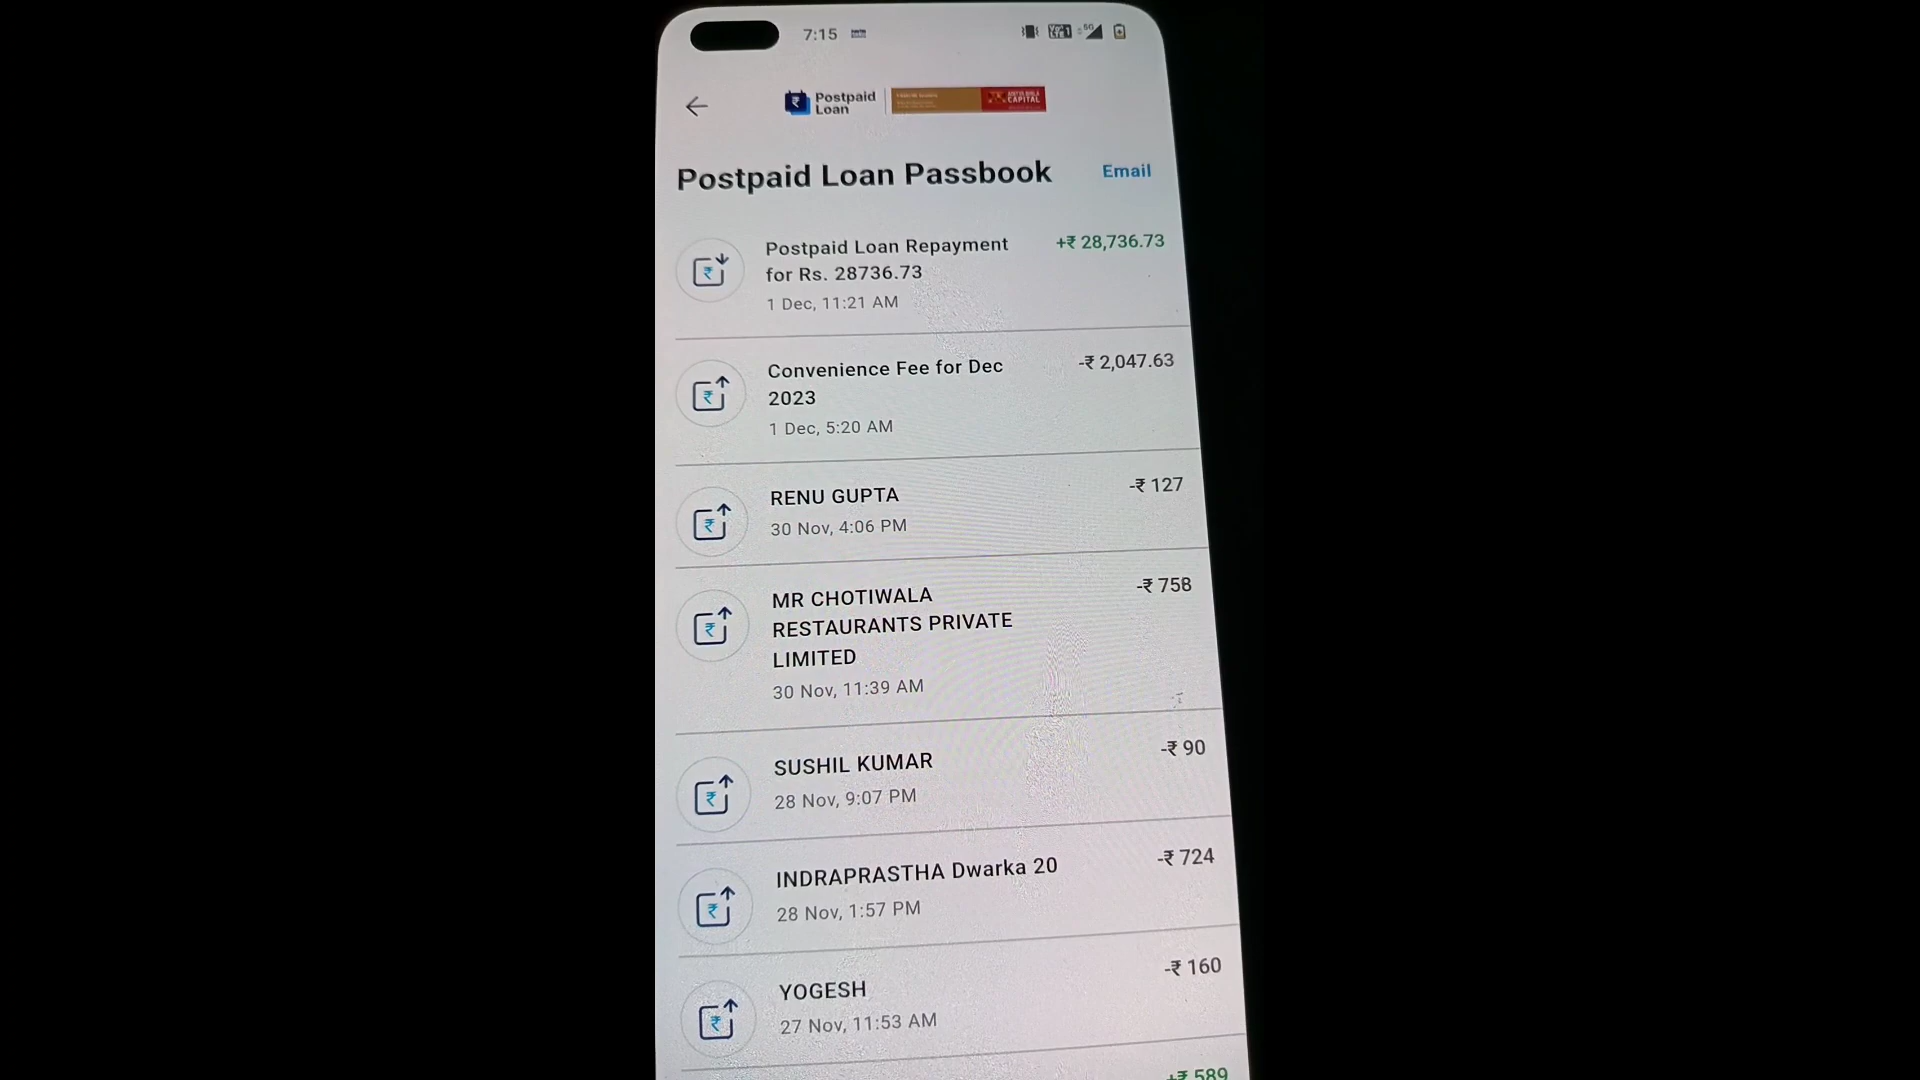 7:15
Postpaid
Loan
ADITYA BIRLA
CAPITAL
Postpaid Loan Passbook
Email
Postpaid Loan Repayment
for Rs. 28736.73
+₹ 28,736.73
1 Dec, 11:21 AM
Convenience Fee for Dec
2023
-₹ 2,047.63
1 Dec, 5:20 AM
RENU GUPTA
-₹ 127
30 Nov, 4:06 PM
MR CHOTIWALA
RESTAURANTS PRIVATE
LIMITED
-₹ 758
30 Nov, 11:39 AM
SUSHIL KUMAR
-₹ 90
28 Nov, 9:07 PM
INDRAPRASTHA Dwarka 20
-₹ 724
28 Nov, 1:57 PM
YOGESH
-₹ 160
27 Nov, 11:53 AM
+₹ 589